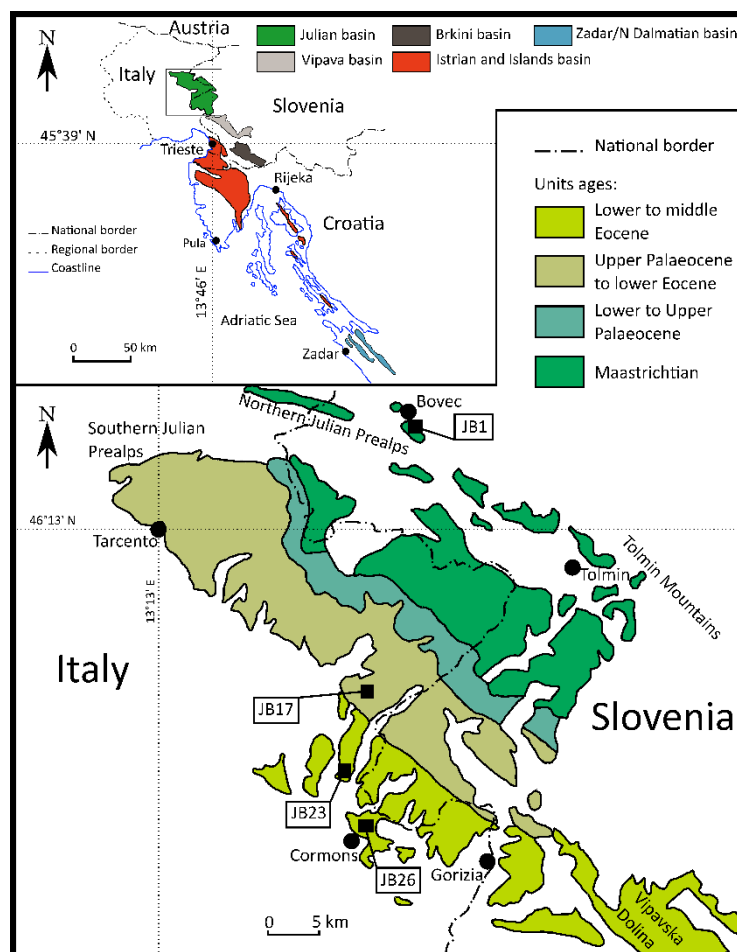 N
Austria
Italy
Slovenia
Croatia
Julian basin
Brkini basin
Zadar/N Dalmatian basin
Vipava basin
Istrian and Islands basin
45°39' N
Trieste
Rijeka
Pula
13°46' E
Adriatic Sea
Zadar
National border
Regional border
Coastline
0 50 km
National border
Units ages:
Lower to middle
Eocene
Upper Palaeocene
to lower Eocene
Lower to Upper
Palaeocene
Maastrichtian
N
Southern Julian
Prealps
Northern Julian Prealps
Bovec
JB1
46°13' N
Tarcento
13°13' E
Tolmin
Tolmin Mountains
Italy
Slovenia
JB17
JB23
Cormons
JB26
Gorizia
Vipavska
Dolina
0 5 km